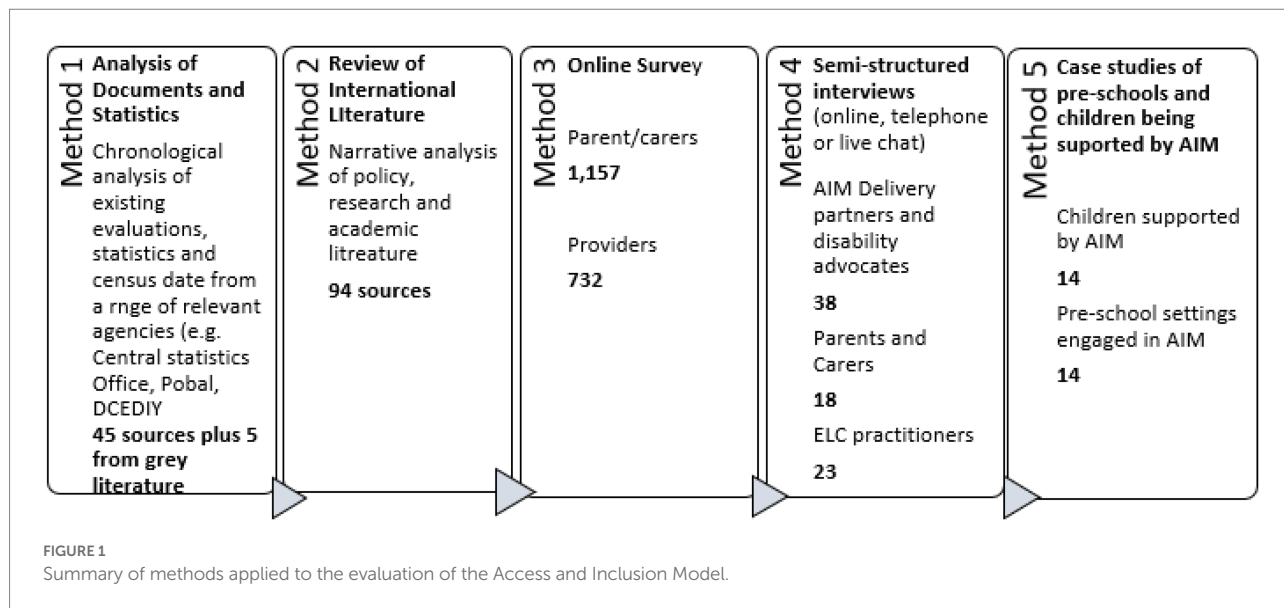 Method 1
Analysis of
Documents and
Statistics
Chronological
analysis of
existing
evaluations,
statistics and
census date from
a rnge of relevant
agencies (e.g.
Central statistics
Office, Pobal,
DCEDIY
45 sources plus 5
from grey
literature
Method 2
Review of
International
LIterature
Narrative analysis
of policy,
research and
academic
litreature
94 sources
Method 3
Online Survey
Parent/carers
1,157
Providers
732
Method 4
Semi-structured
interviews
(online, telephone
or live chat)
AIM Delivery
partners and
disability
advocates
38
Parents and
Carers
18
ELC practitioners
23
Method 5
Case studies of
pre-schools and
children being
suported by AIM
Children supported
by AIM
14
Pre-school settings
engaged in AIM
14
FIGURE 1
Summary of methods applied to the evaluation of the Access and Inclusion Model.